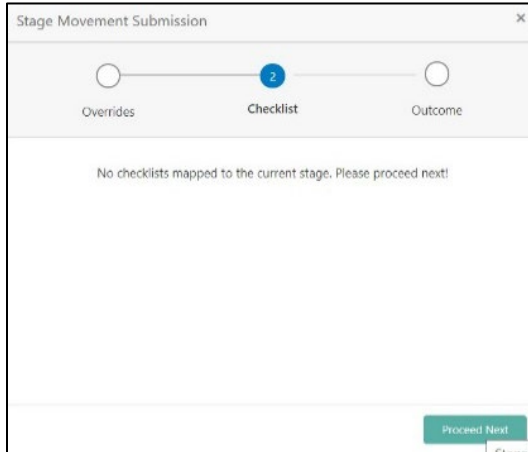 Stage Movement Submission ×
2
Overrides Checklist Outcome
No checklists mapped to the current stage. Please proceed next!
Proceed Next